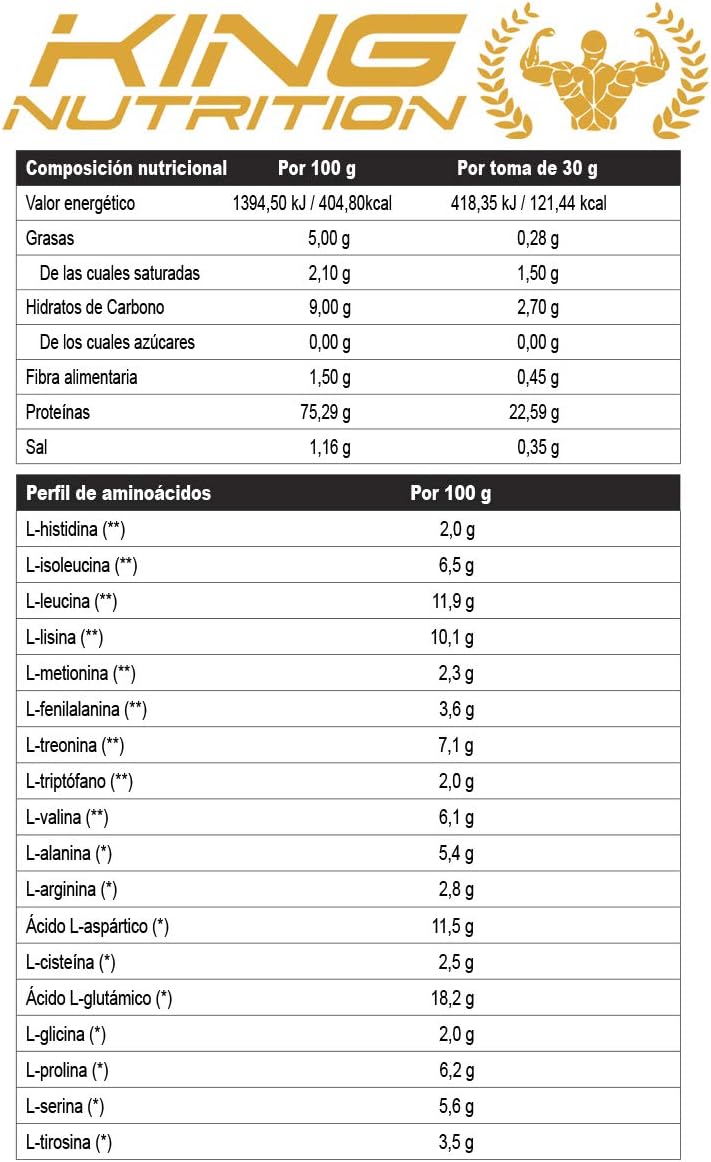 KING
NUTRITION
Composición nutricional Por 100 g Por toma de 30 g
Valor energético 1394,50 kJ / 404,80kcal 418,35 kJ / 121,44 kcal
Grasas 5,00 g 0,28 g
De las cuales saturadas 2,10 g 1,50 g
Hidratos de Carbono 9,00 g 2,70 g
De los cuales azúcares 0,00 g 0,00 g
Fibra alimentaria 1,50 g 0,45 g
Proteínas 75,29 g 22,59 g
Sal 1,16 g 0,35 g
Perfil de aminoácidos Por 100 g
L-histidina (**) 2,0 g
L-isoleucina (**) 6,5 g
L-leucina (**) 11,9 g
L-lisina (**) 10,1 g
L-metionina (**) 2,3 g
L-fenilalanina (**) 3,6 g
L-treonina (**) 7,1 g
L-triptófano (**) 2,0 g
L-valina (**) 6,1 g
L-alanina (*) 5,4 g
L-arginina (*) 2,8 g
Ácido L-aspártico (*) 11,5 g
L-cisteína (*) 2,5 g
Ácido L-glutámico (*) 18,2 g
L-glicina (*) 2,0 g
L-prolina (*) 6,2 g
L-serina (*) 5,6 g
L-tirosina (*) 3,5 g